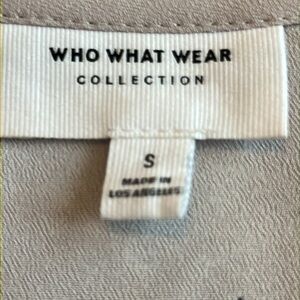 WHO WHAT WEAR
COLLECTION
S
MADE IN
LOS ANGELES